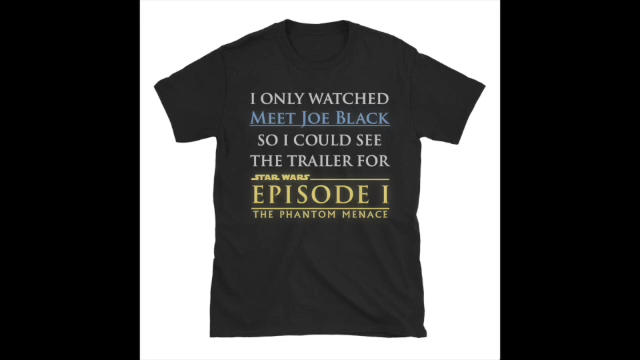 I ONLY WATCHED
MEET JOE BLACK
SO I COULD SEE
THE TRAILER FOR
STAR WARS
EPISODE I
THE PHANTOM MENACE